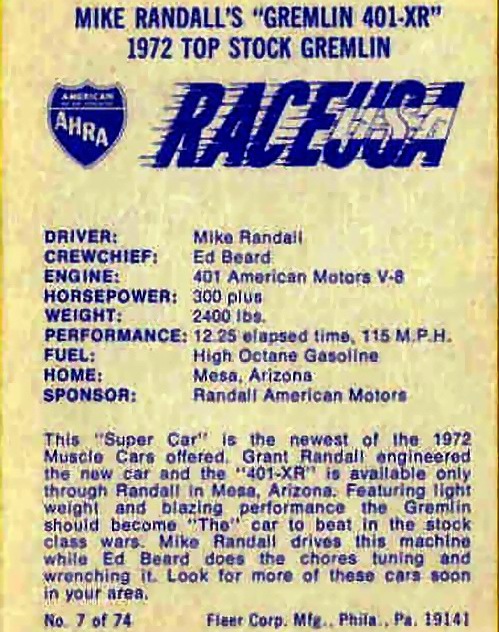 MIKE RANDALL'S "GREMLIN 401-XR"
1972 TOP STOCK GREMLIN
AMERICAN
AHRA
RACE USA
DRIVER: Mike Randall
CREWCHIEF: Ed Beard
ENGINE: 401 American Motors V-8
HORSEPOWER: 300 plus
WEIGHT: 2400 lbs.
PERFORMANCE: 12.25 elapsed time, 115 M.P.H.
FUEL: High Octane Gasoline
HOME: Mesa, Arizona
SPONSOR: Randall American Motors
This "Super Car" is the newest of the 1972
Muscle Cars offered. Grant Randall engineered
the new car and the "401-XR" is available only
through Randall in Mesa, Arizona. Featuring light
weight and blazing performance the Gremlin
should become "The" car to beat in the stock
class wars. Mike Randall drives this machine
while Ed Beard does the chores tuning and
wrenching it. Look for more of these cars soon
in your area.
No. 7 of 74 Fleer Corp. Mfg., Phila., Pa. 19141